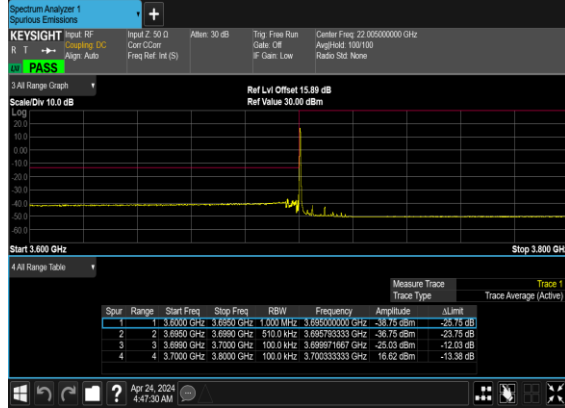 Spectrum Analyzer 1
Spurious Emissions
KEYSIGHT Input: RF Input Z: 50 Ω Atten: 30 dB Trig: Free Run Center Freq: 22.005000000 GHz
R T Coupling: DC Corr CCorr Gate: Off Avg|Hold: 100/100
Align: Auto Freq Ref: Int (S) IF Gain: Low Radio Std: None
PASS
3 All Range Graph
Ref Lvl Offset 15.89 dB
Scale/Div 10.0 dB Ref Value 30.00 dBm
Log
20.0
10.0
0.00
-10.0
-20.0
-30.0
-40.0
-50.0
-60.0
Start 3.600 GHz Stop 3.800 GH
4 All Range Table
Measure Trace Trace 1
Trace Type Trace Average (Active)
Spur Range Start Freq Stop Freq RBW Frequency Amplitude ΔLimit
1 1 3.6000 GHz 3.6950 GHz 1.000 MHz 3.695000000 GHz -38.75 dBm -25.75 dB
2 2 3.6950 GHz 3.6990 GHz 510.0 kHz 3.695793333 GHz -36.75 dBm -23.75 dB
3 3 3.6990 GHz 3.7000 GHz 100.0 kHz 3.699971667 GHz -25.03 dBm -12.03 dB
4 4 3.7000 GHz 3.8000 GHz 100.0 kHz 3.700333333 GHz 16.62 dBm -13.38 dB
? Apr 24, 2024
4:47:30 AM